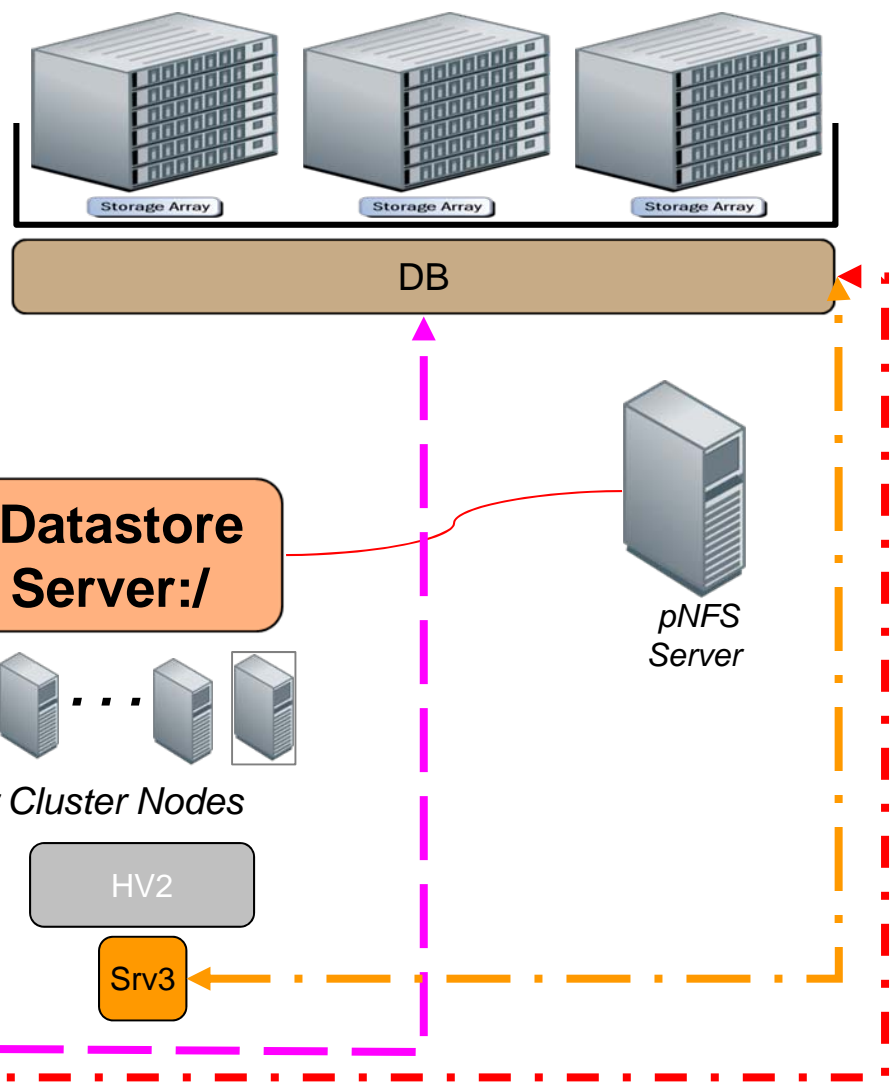 Storage Array
Storage Array
Storage Array
DB
Datastore
Server:/
pNFS
Server
. . .
Cluster Nodes
HV2
Srv3